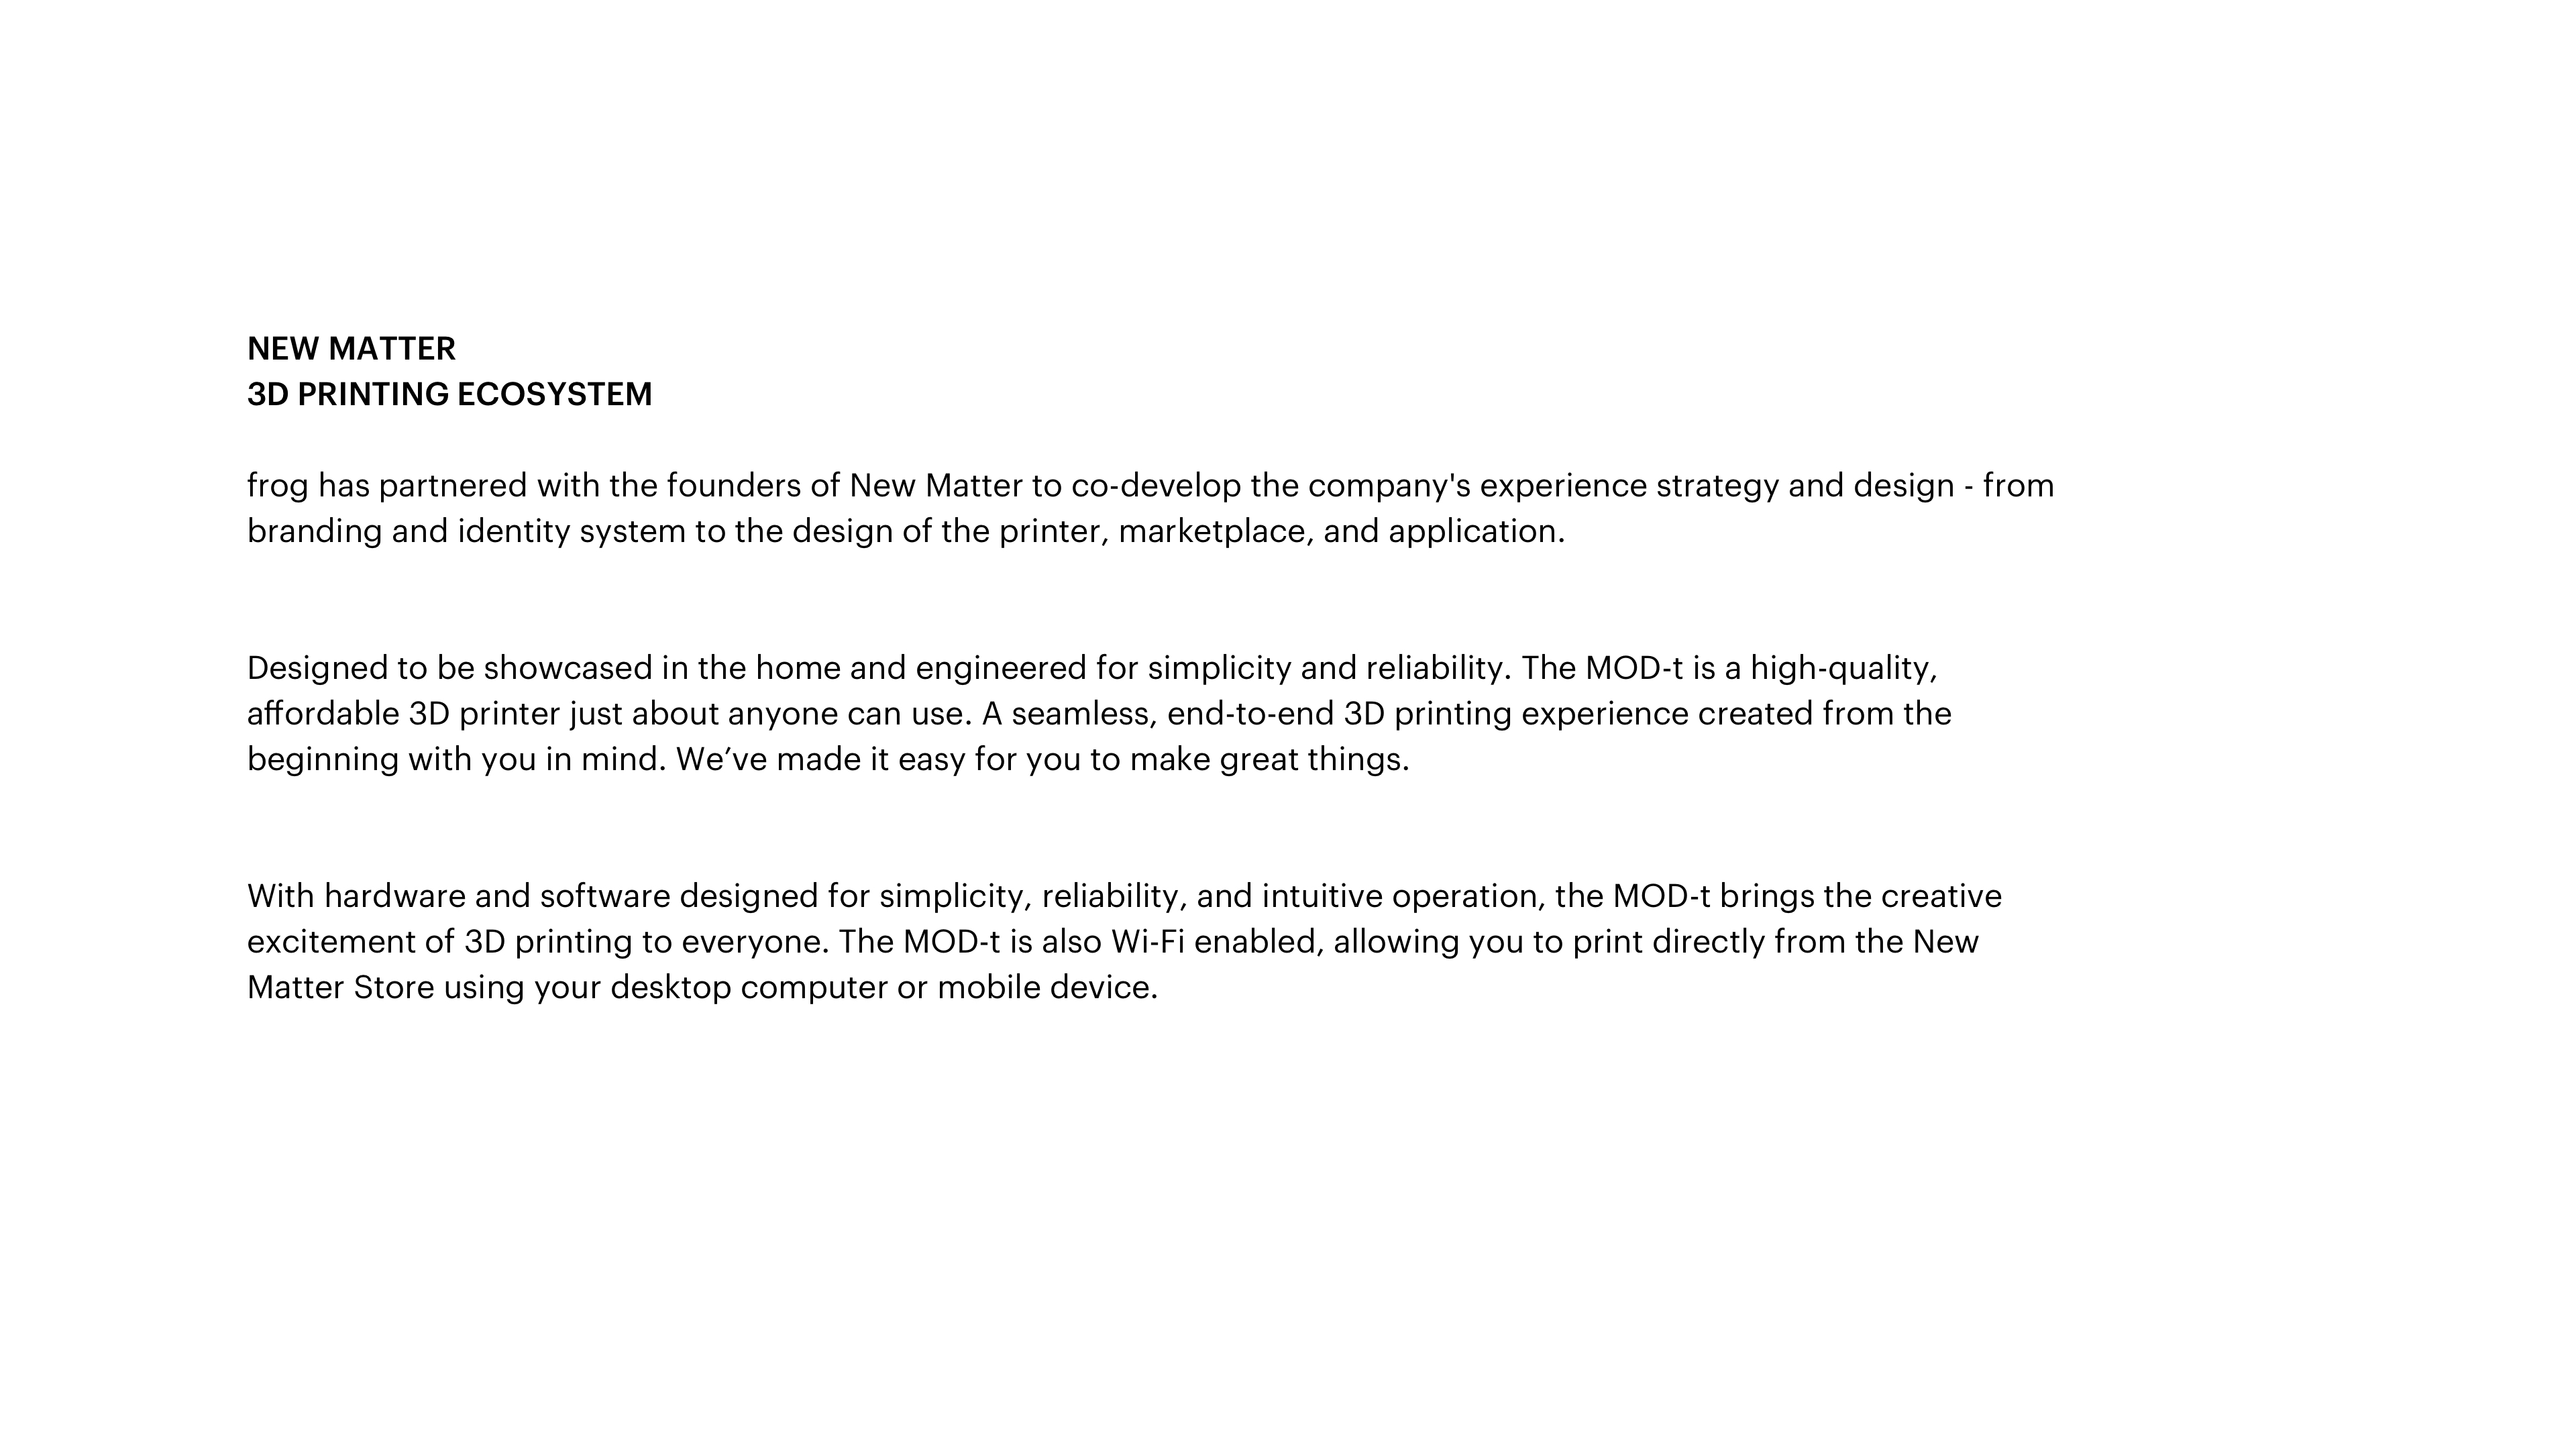 NEW MATTER
3D PRINTING ECOSYSTEM
frog has partnered with the founders of New Matter to co-develop the company's experience strategy and design - from
branding and identity system to the design of the printer, marketplace, and application.
Designed to be showcased in the home and engineered for simplicity and reliability. The MOD-t is a high-quality,
affordable 3D printer just about anyone can use. A seamless, end-to-end 3D printing experience created from the
beginning with you in mind. We’ve made it easy for you to make great things.
With hardware and software designed for simplicity, reliability, and intuitive operation, the MOD-t brings the creative
excitement of 3D printing to everyone. The MOD-t is also Wi-Fi enabled, allowing you to print directly from the New
Matter Store using your desktop computer or mobile device.